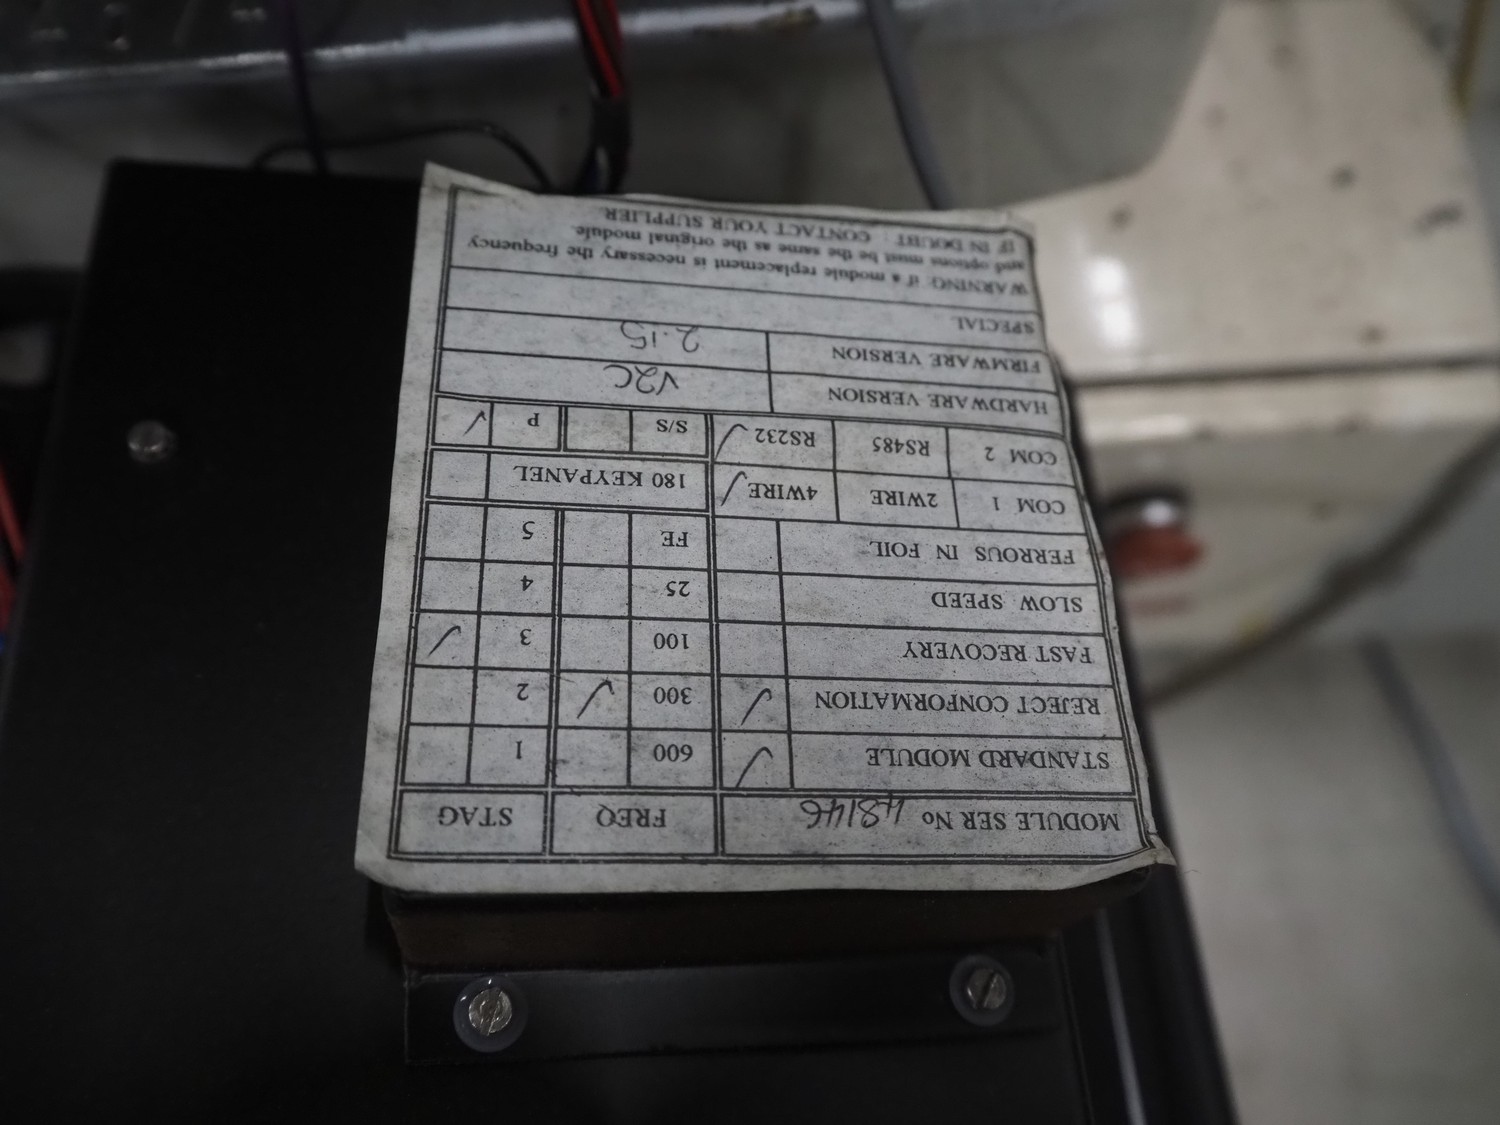 MODULE SER No 48146 FREQ STAG
STANDARD MODULE ✓ 600 1
REJECT CONFORMATION ✓ 300 ✓ 2
FAST RECOVERY 100 3 ✓
SLOW SPEED 25 4
FERROUS IN FOIL FE 5
COM 1 2WIRE 4WIRE ✓ 180 KEYPANEL
COM 2 RS485 RS232 ✓ S/S P ✓
HARDWARE VERSION V2C
FIRMWARE VERSION 2.15
SPECIAL
WARNING: if a module replacement is necessary the frequency
and options must be the same as the original module.
IF IN DOUBT : CONTACT YOUR SUPPLIER.